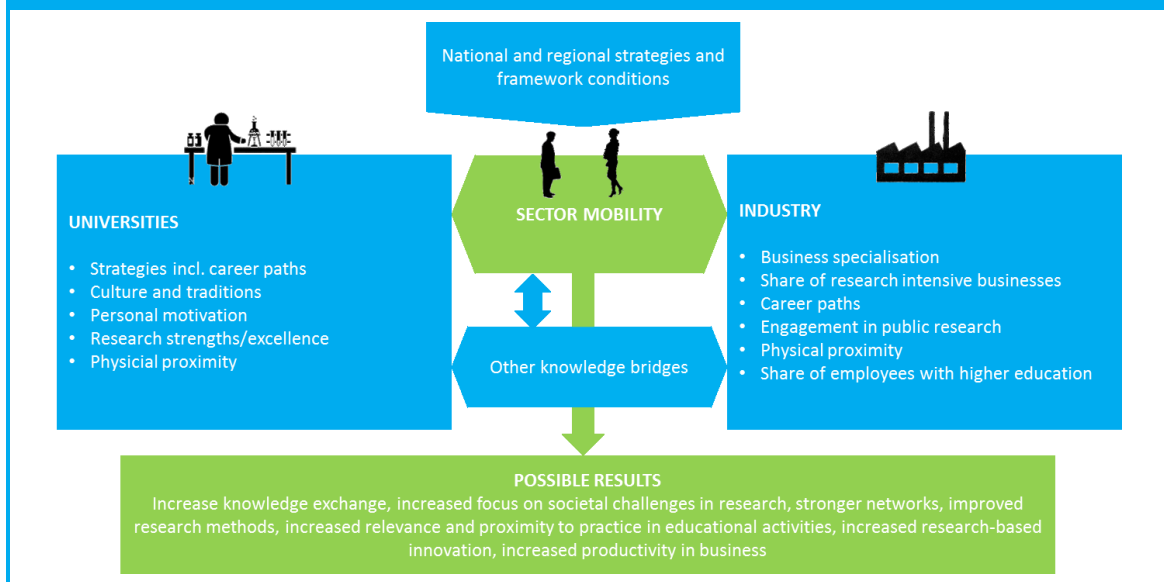 National and regional strategies and
framework conditions
SECTOR MOBILITY
UNIVERSITIES
• Strategies incl. career paths
• Culture and traditions
• Personal motivation
• Research strengths/excellence
• Physicial proximity
INDUSTRY
• Business specialisation
• Share of research intensive businesses
• Career paths
• Engagement in public research
• Physical proximity
• Share of employees with higher education
Other knowledge bridges
POSSIBLE RESULTS
Increase knowledge exchange, increased focus on societal challenges in research, stronger networks, improved
research methods, increased relevance and proximity to practice in educational activities, increased research-based
innovation, increased productivity in business